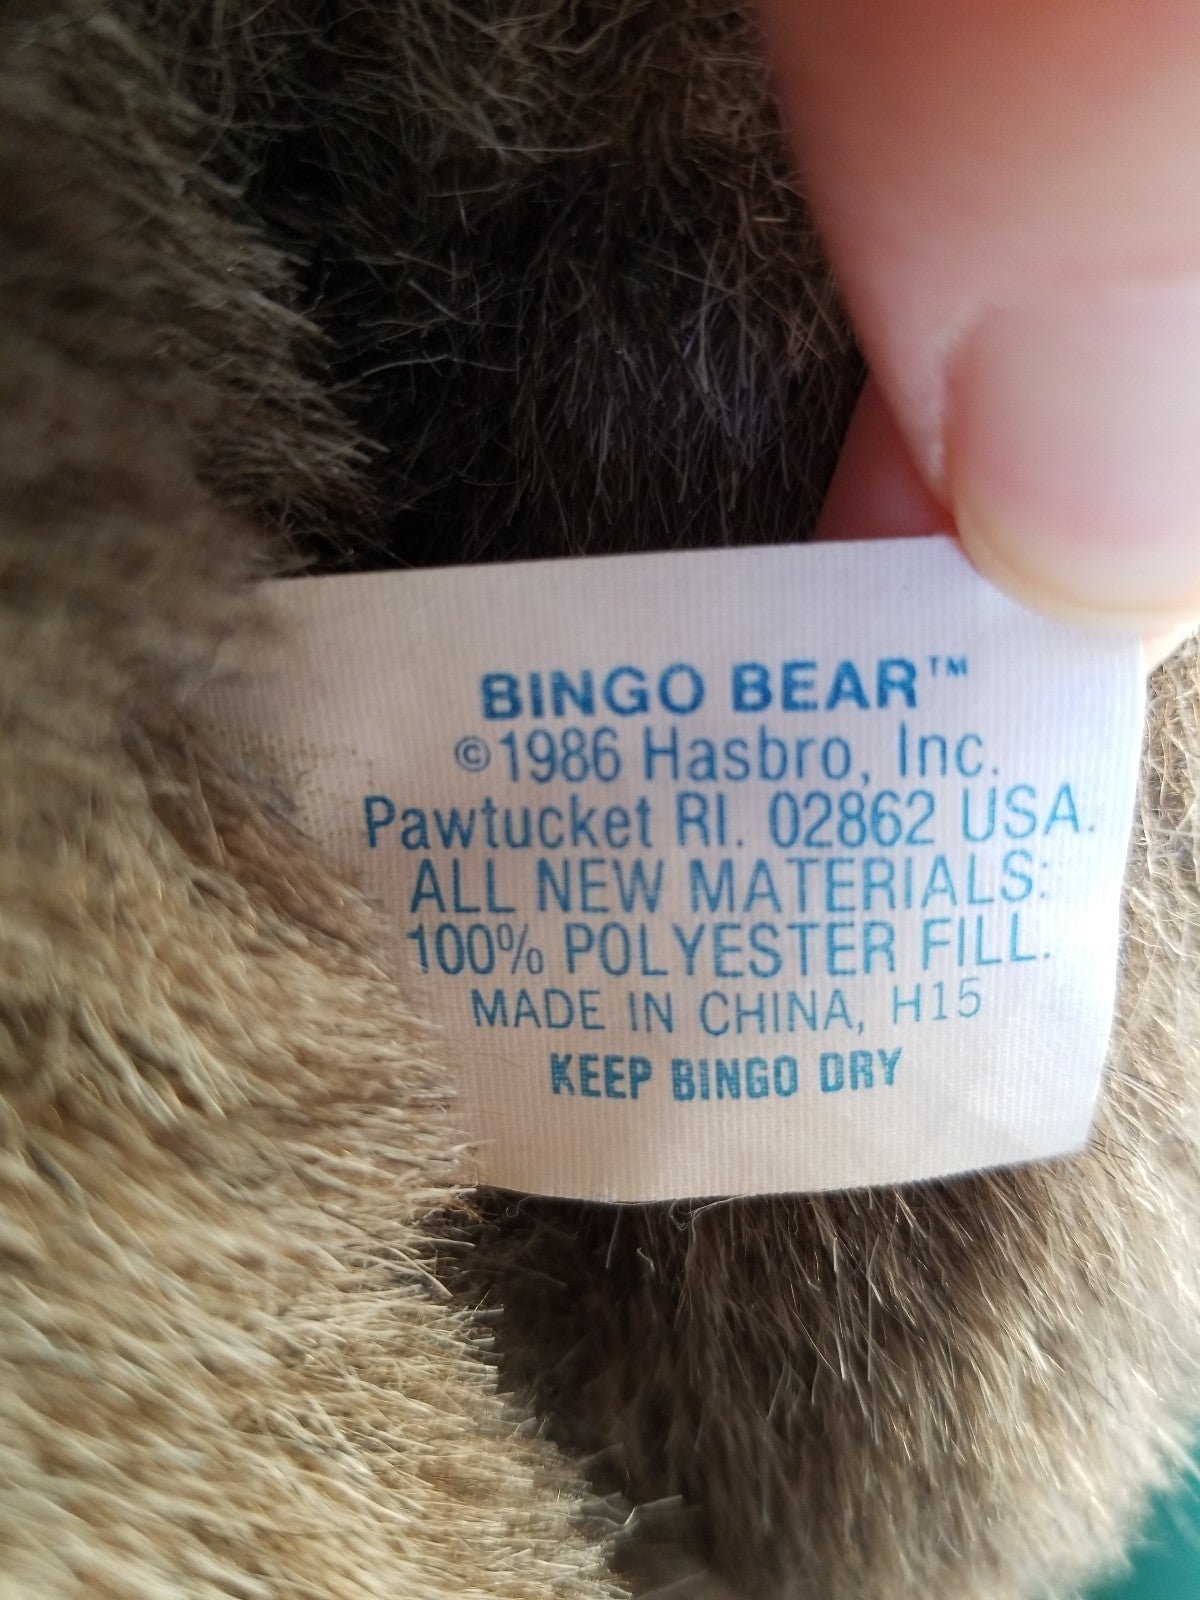 BINGO BEAR™
©1986 Hasbro, Inc.
Pawtucket RI. 02862 USA.
ALL NEW MATERIALS:
100% POLYESTER FILL.
MADE IN CHINA, H15
KEEP BINGO DRY